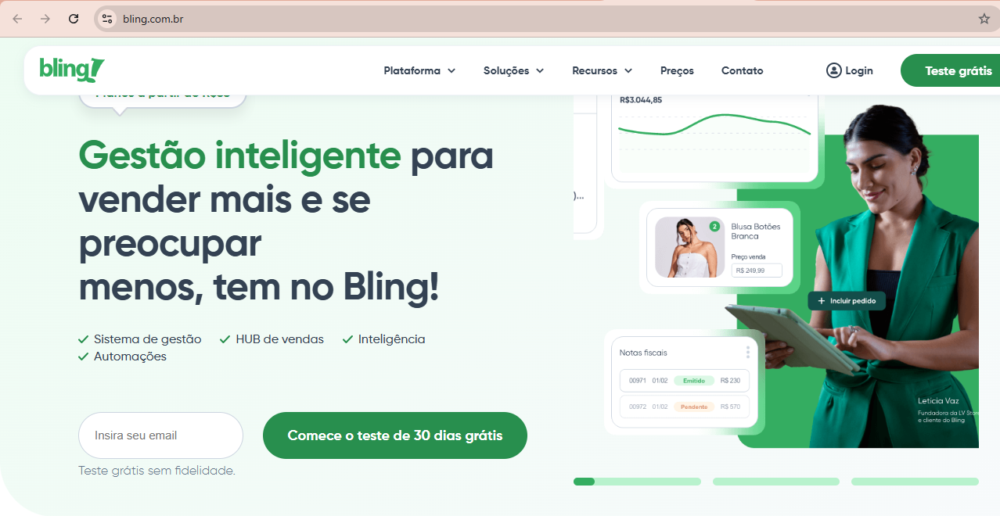 bling.com.br
bling!
Plataforma
Soluções
Recursos
Preços
Contato
Login
Teste grátis
Gestão inteligente para
vender mais e se
preocupar
menos, tem no Bling!
Sistema de gestão
HUB de vendas
Inteligência
Automações
Insira seu email
Comece o teste de 30 dias grátis
Teste grátis sem fidelidade.
R$3.044,85
)...
2
Blusa Botões
Branca
Preço venda
R$ 249,99
+ Incluir pedido
Notas fiscais
00971 01/02 Emitido R$ 230
00972 01/02 Pendente R$ 570
Letícia Vaz
Fundadora da LV Store
e cliente do Bling